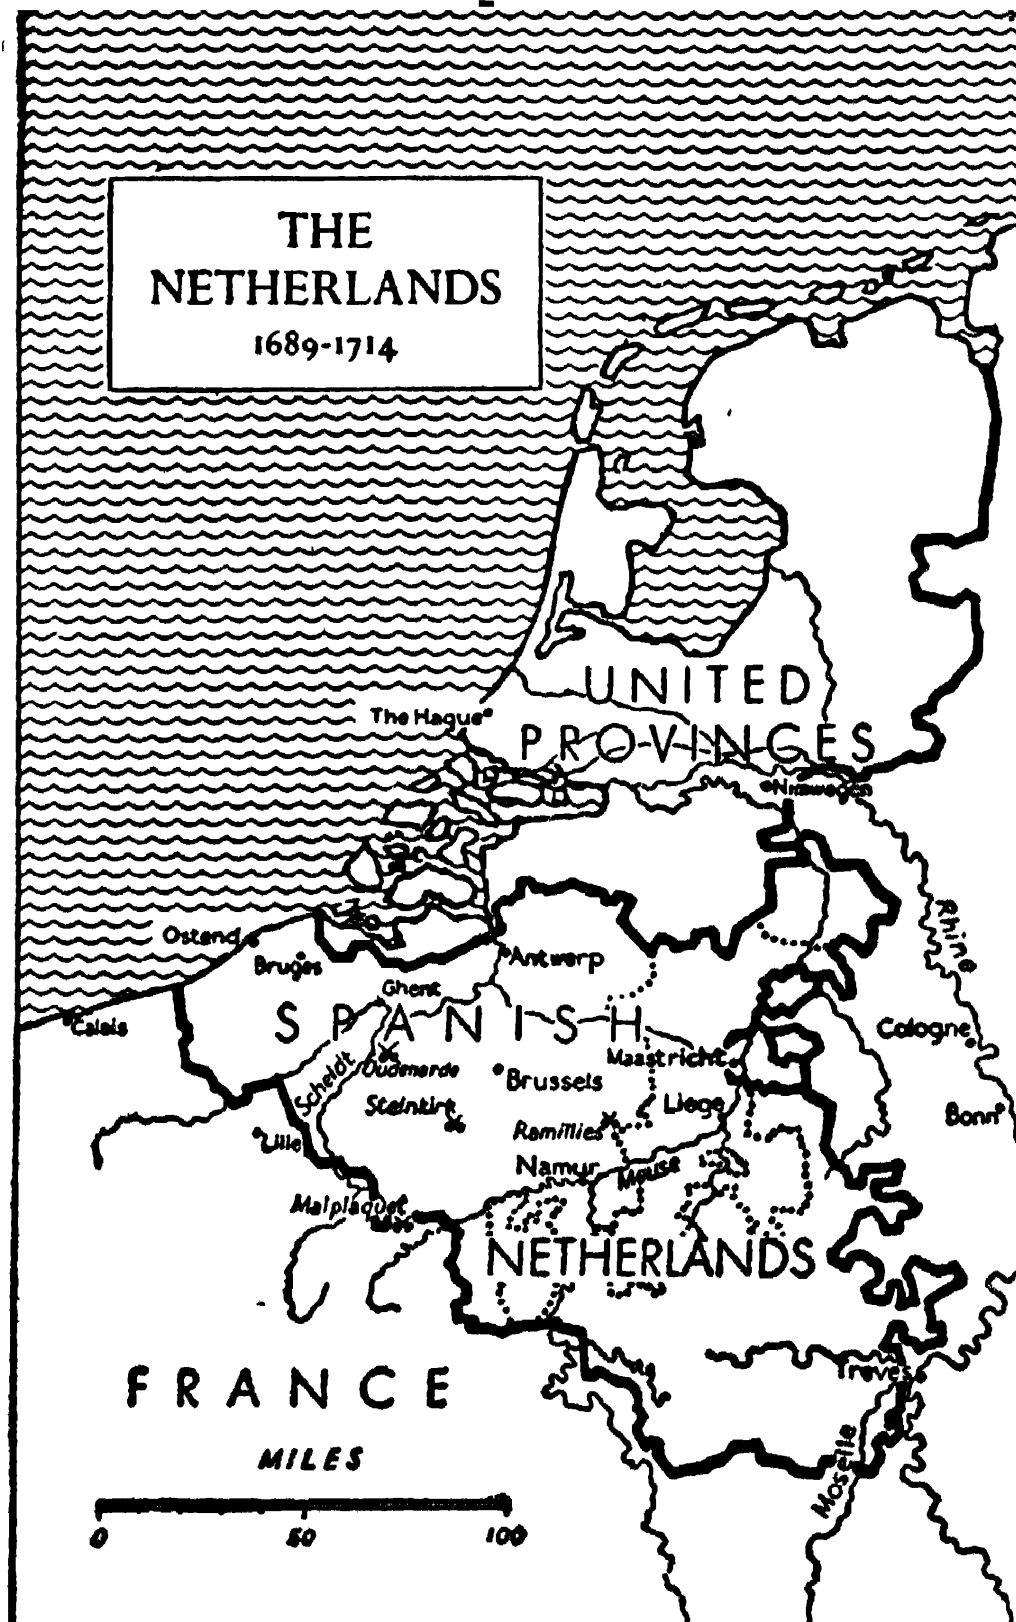 THE
NETHERLANDS
1689-1714
UNITED
PROVINCES
The Hague
Nimwegen
Rhine
Ostend
Bruges
Antwerp
Ghent
SPANISH
Calais
Cologne
Maastricht
Scheldt
Oudenarde
Brussels
Steinkirk
Liege
Bonn
Ramillies
Lille
Namur
Meuse
Malplaquet
Mons
NETHERLANDS
Treves
FRANCE
Moselle
MILES
0 50 100